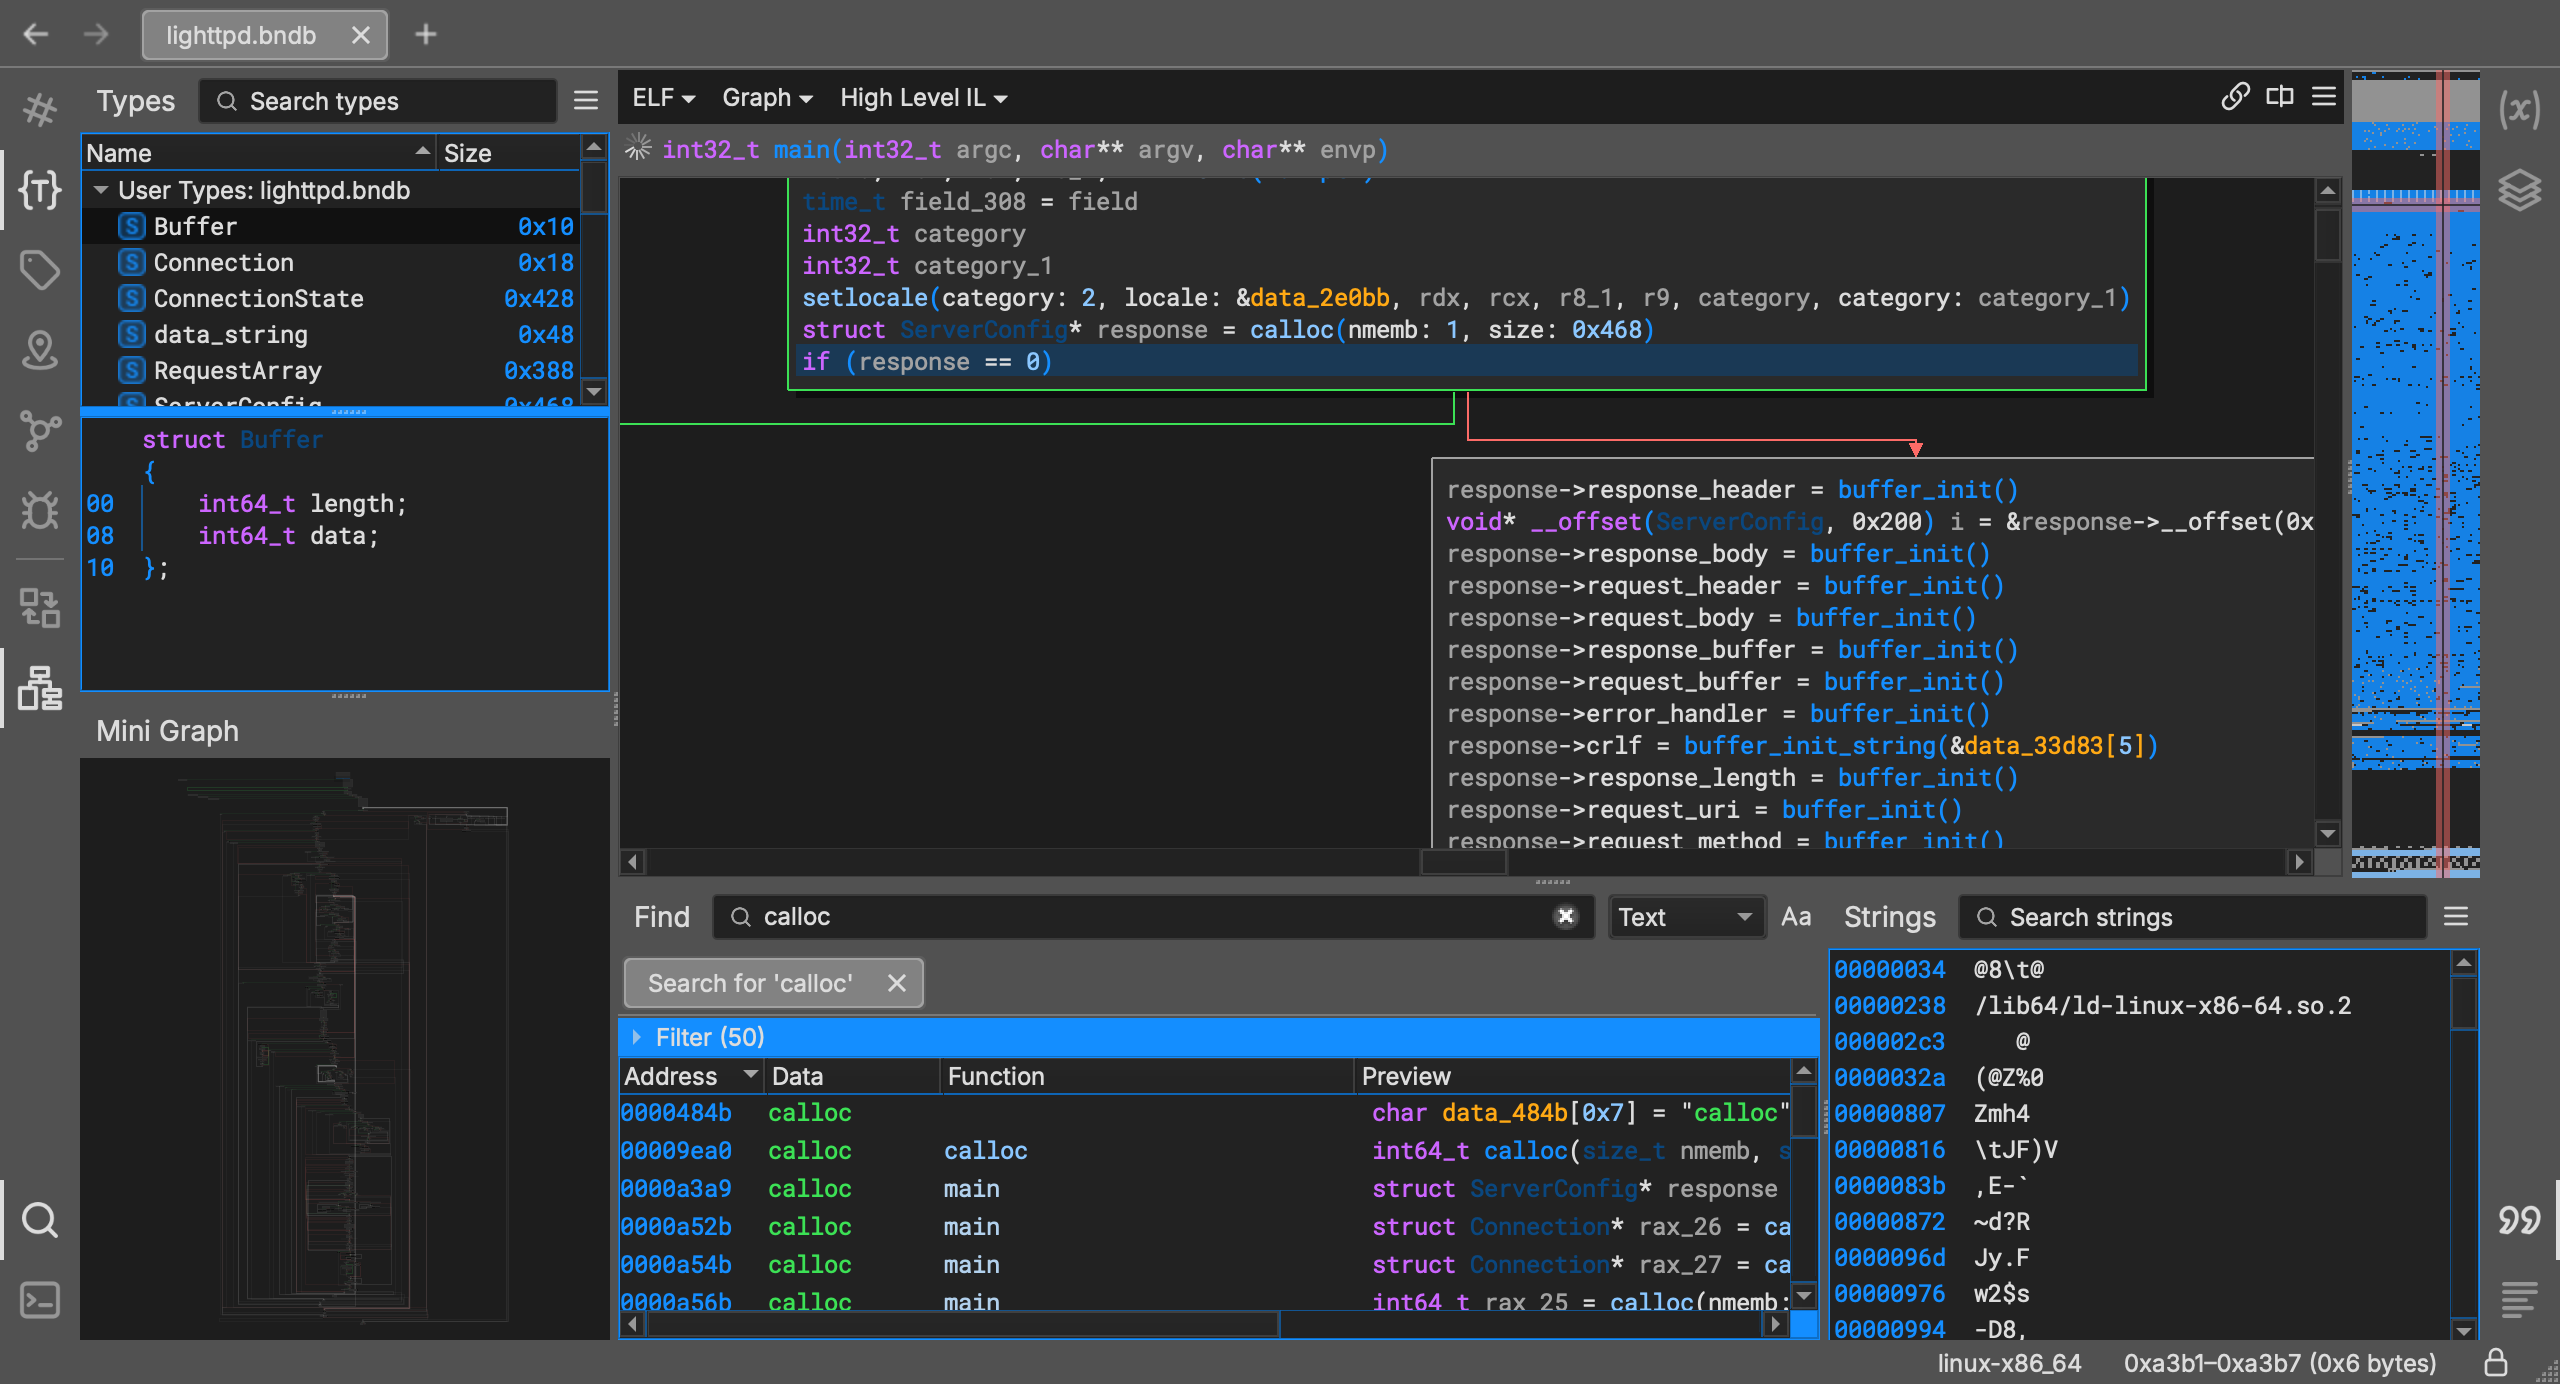 lighttpd.bndb
Types
Search types
Name Size
User Types: lighttpd.bndb
S Buffer 0x10
S Connection 0x18
S ConnectionState 0x428
S data_string 0x48
S RequestArray 0x388
S ServerConfig 0x468
struct Buffer
{
00 int64_t length;
08 int64_t data;
10 };
Mini Graph
ELF Graph High Level IL
int32_t main(int32_t argc, char** argv, char** envp)
time_t field_308 = field
int32_t category
int32_t category_1
setlocale(category: 2, locale: &data_2e0bb, rdx, rcx, r8_1, r9, category, category: category_1)
struct ServerConfig* response = calloc(nmemb: 1, size: 0x468)
if (response == 0)
response->response_header = buffer_init()
void* __offset(ServerConfig, 0x200) i = &response->__offset(0x
response->response_body = buffer_init()
response->request_header = buffer_init()
response->request_body = buffer_init()
response->response_buffer = buffer_init()
response->request_buffer = buffer_init()
response->error_handler = buffer_init()
response->crlf = buffer_init_string(&data_33d83[5])
response->response_length = buffer_init()
response->request_uri = buffer_init()
response->request_method = buffer_init()
Find
calloc
Text
Aa
Search for 'calloc'
Filter (50)
Address Data Function Preview
0000484b calloc char data_484b[0x7] = "calloc"
00009ea0 calloc calloc int64_t calloc(size_t nmemb, s
0000a3a9 calloc main struct ServerConfig* response
0000a52b calloc main struct Connection* rax_26 = ca
0000a54b calloc main struct Connection* rax_27 = ca
0000a56b calloc main int64_t rax_25 = calloc(nmemb:
Strings
Search strings
00000034 @8\t@
00000238 /lib64/ld-linux-x86-64.so.2
000002c3 @
0000032a (@Z%0
00000807 Zmh4
00000816 \tJF)V
0000083b ,E-`
00000872 ~d?R
0000096d Jy.F
00000976 w2$s
00000994 -D8,
linux-x86_64
0xa3b1–0xa3b7 (0x6 bytes)